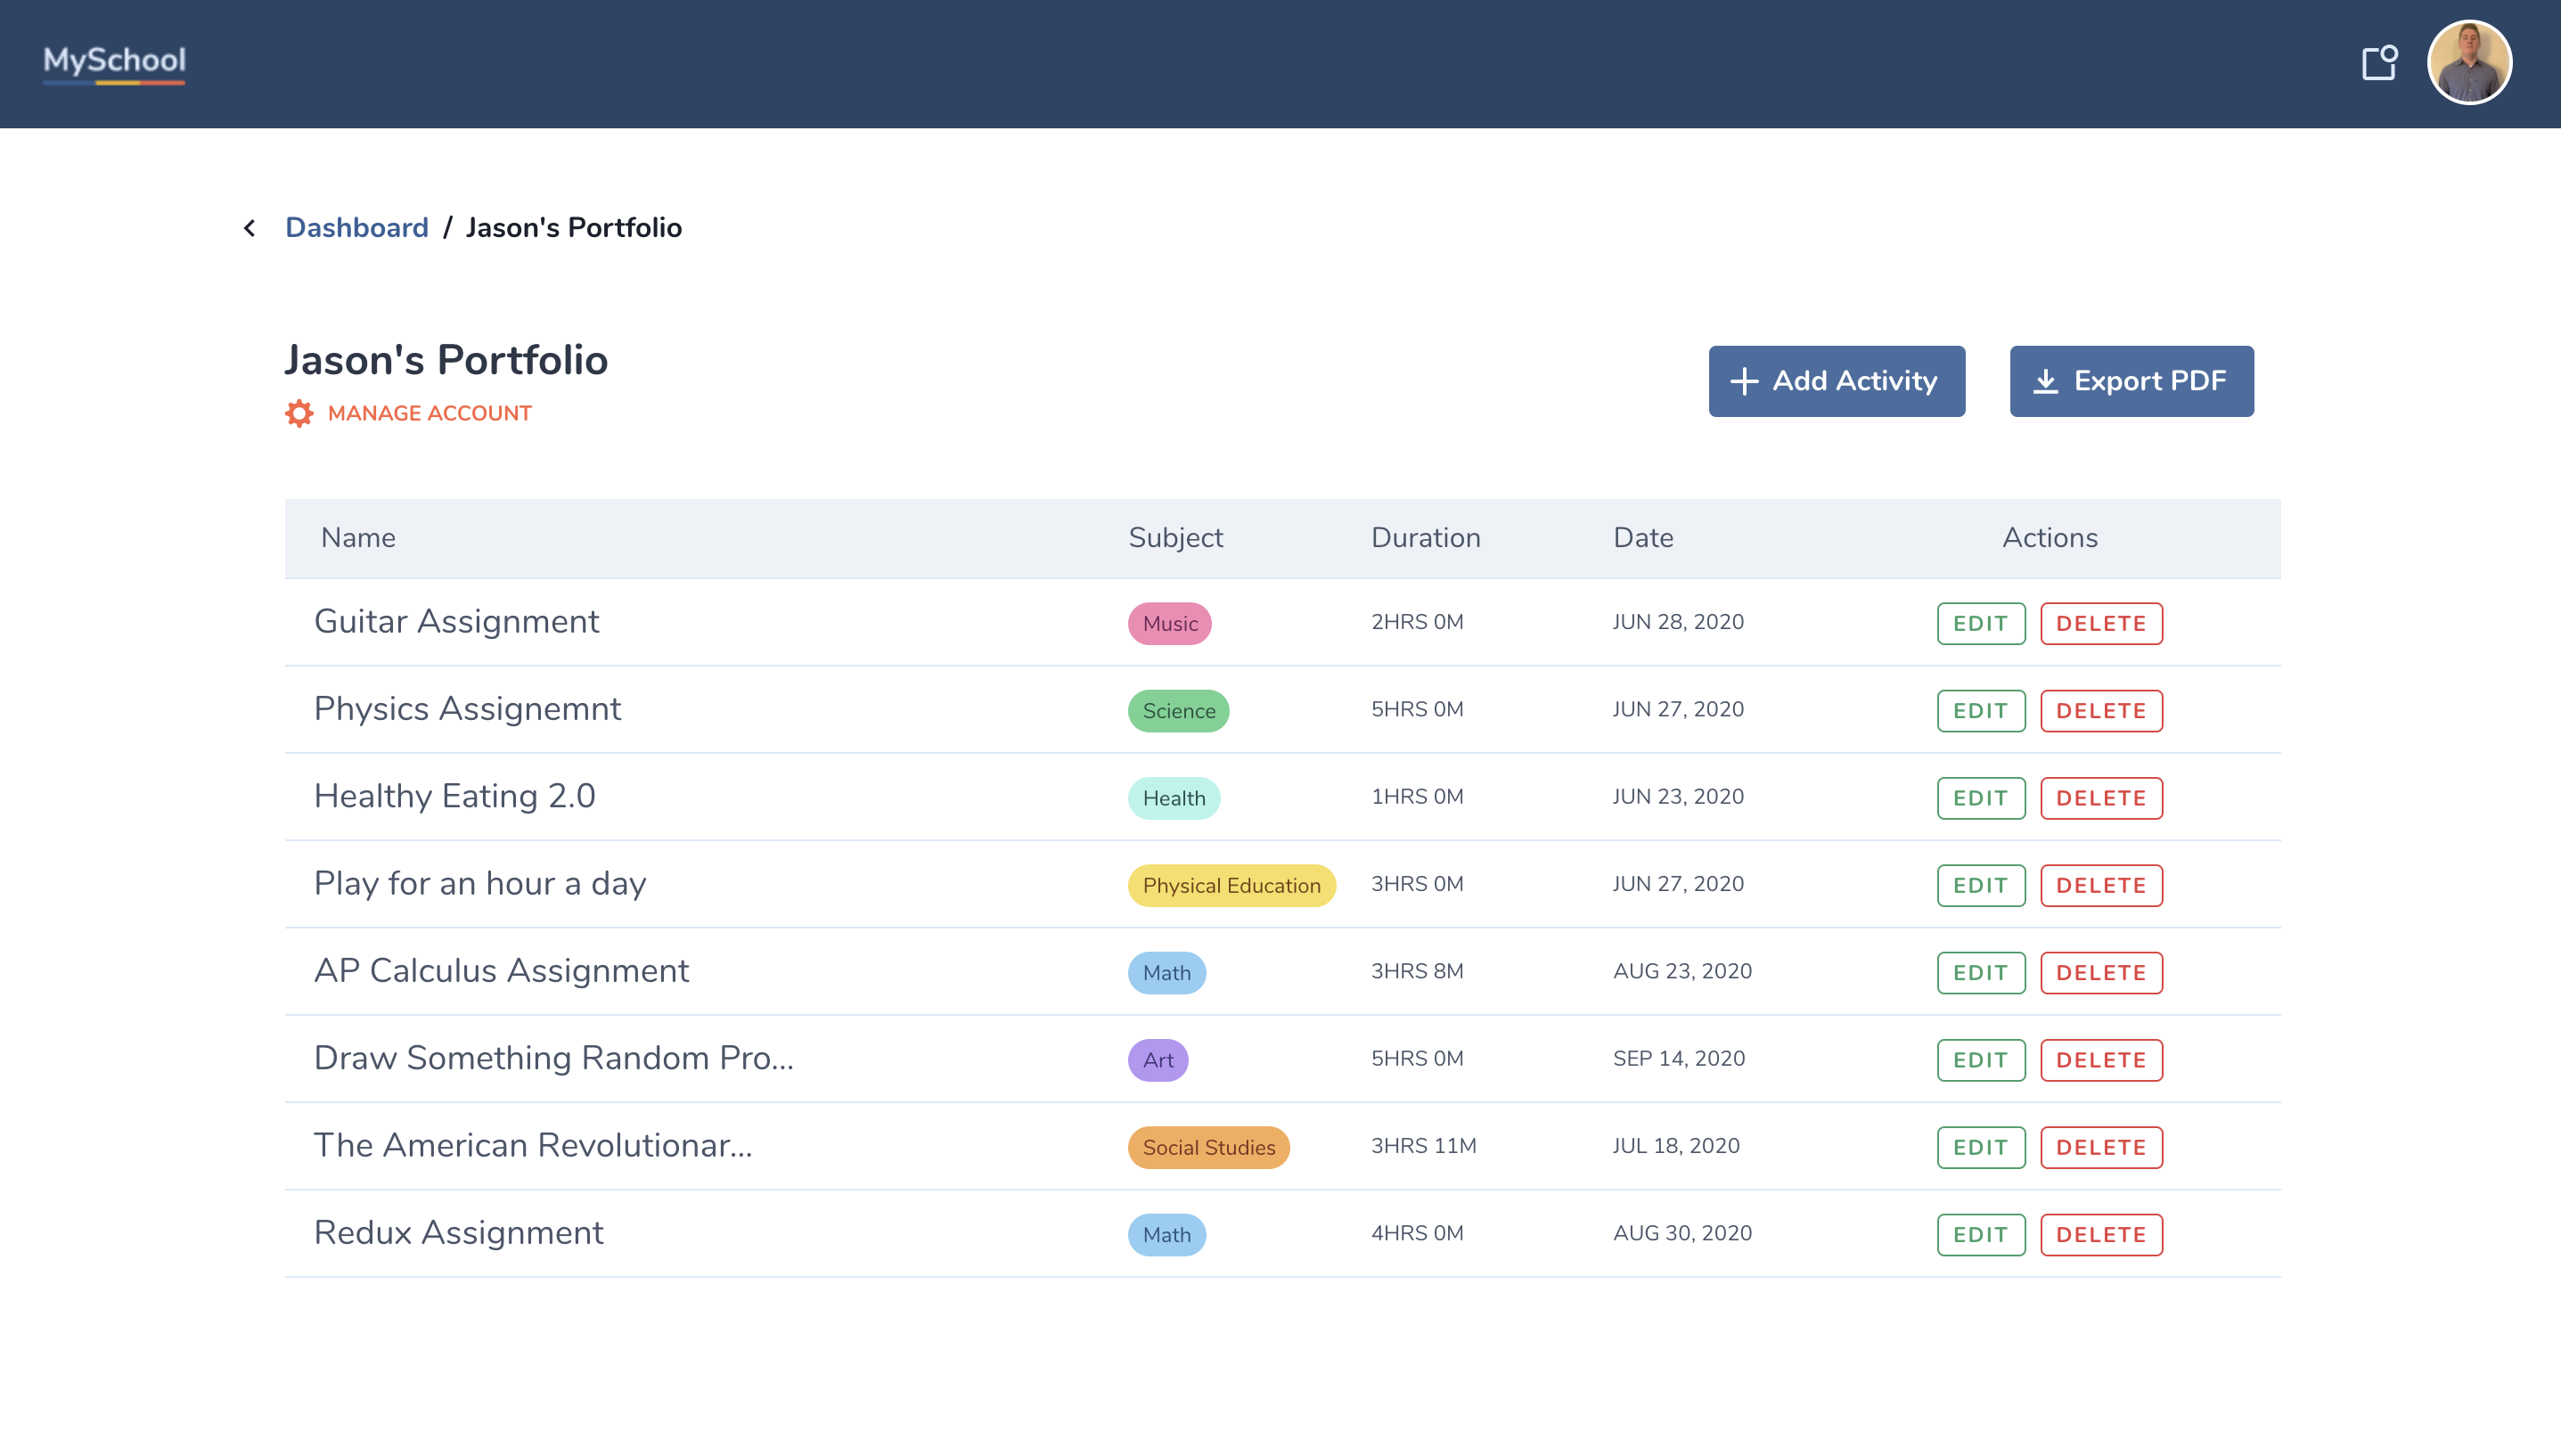 MySchool
Dashboard / Jason's Portfolio
Jason's Portfolio
MANAGE ACCOUNT
Add Activity
Export PDF
Name Subject Duration Date Actions
Guitar Assignment Music 2HRS 0M JUN 28, 2020 EDIT DELETE
Physics Assignemnt Science 5HRS 0M JUN 27, 2020 EDIT DELETE
Healthy Eating 2.0 Health 1HRS 0M JUN 23, 2020 EDIT DELETE
Play for an hour a day Physical Education 3HRS 0M JUN 27, 2020 EDIT DELETE
AP Calculus Assignment Math 3HRS 8M AUG 23, 2020 EDIT DELETE
Draw Something Random Pro... Art 5HRS 0M SEP 14, 2020 EDIT DELETE
The American Revolutionar... Social Studies 3HRS 11M JUL 18, 2020 EDIT DELETE
Redux Assignment Math 4HRS 0M AUG 30, 2020 EDIT DELETE